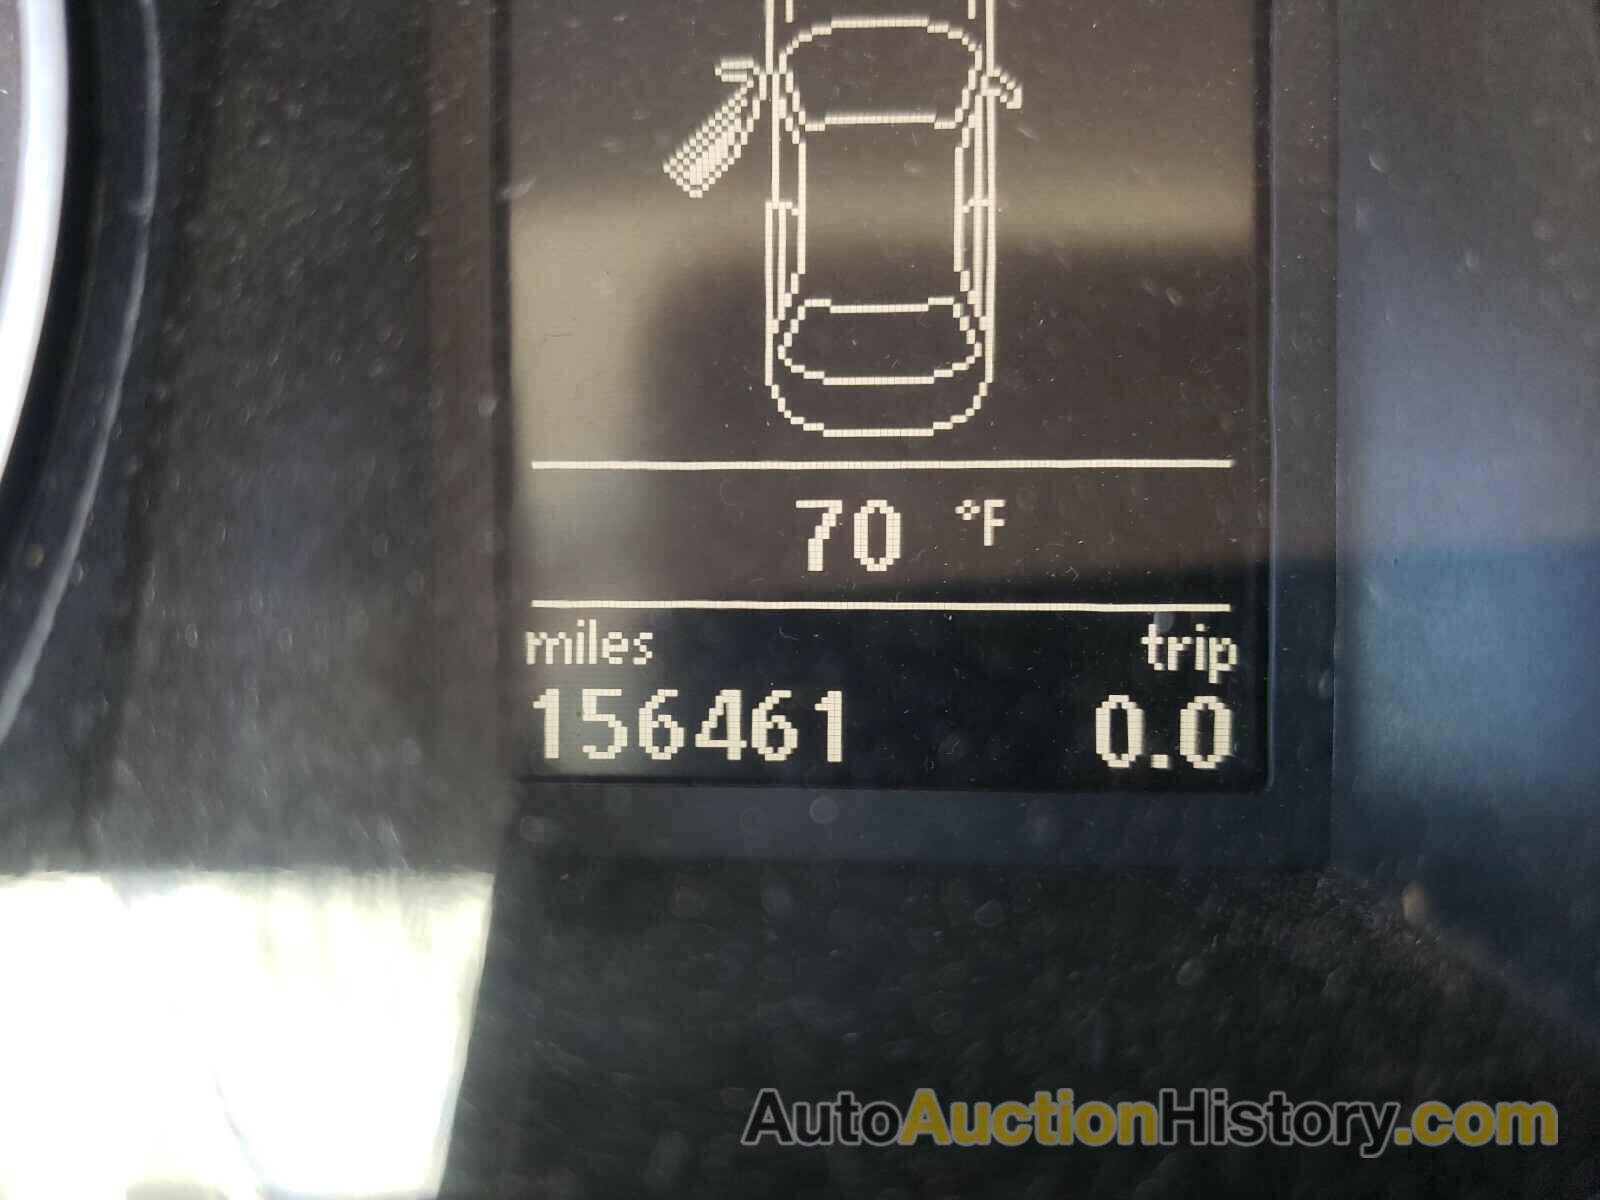 70 °F
miles trip
156461 0.0
AutoAuctionHistory.com